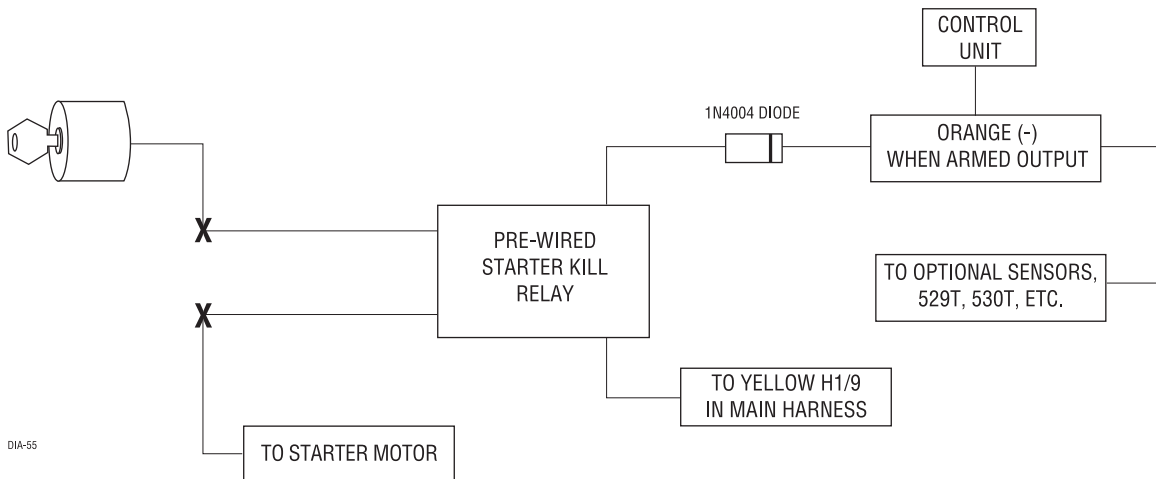 CONTROL
UNIT
1N4004 DIODE
ORANGE (-)
WHEN ARMED OUTPUT
X
PRE-WIRED
STARTER KILL
RELAY
TO OPTIONAL SENSORS,
529T, 530T, ETC.
X
TO YELLOW H1/9
IN MAIN HARNESS
DIA-55
TO STARTER MOTOR